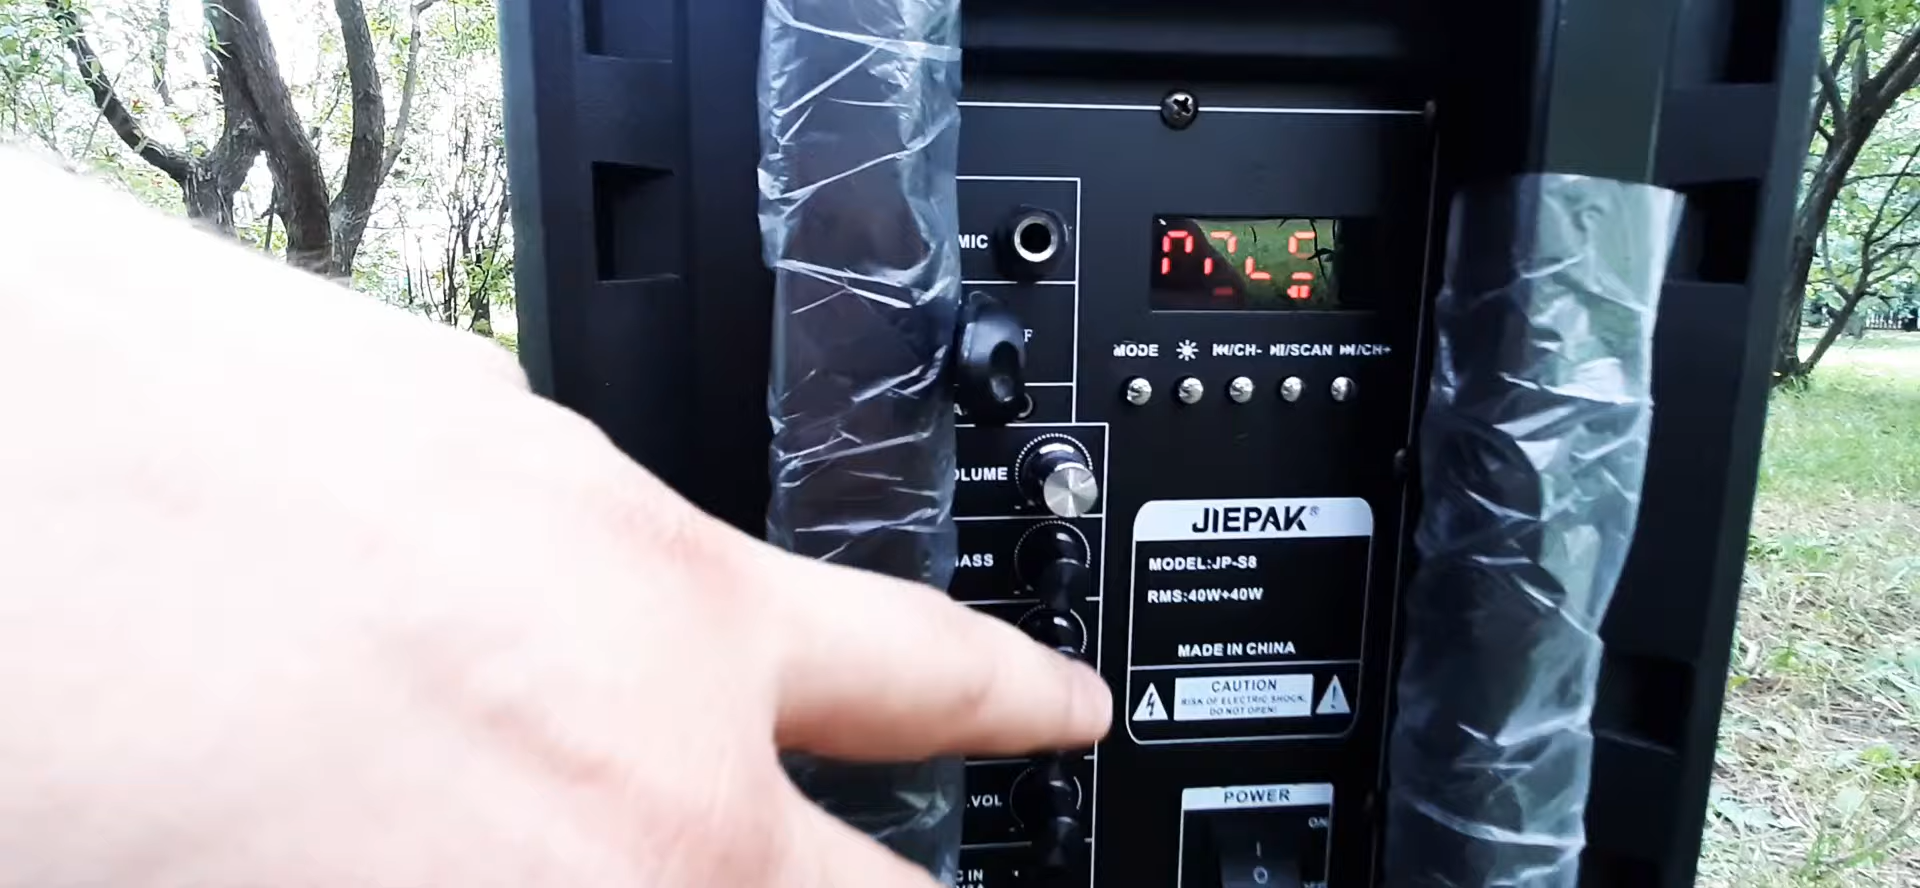 MIC
MODE ⏮/CH- ⏯/SCAN ⏭/CH+
OLUME
ASS
.VOL
JIEPAK®
MODEL:JP-S8
RMS:40W+40W
MADE IN CHINA
CAUTION
RISK OF ELECTRIC SHOCK,
DO NOT OPEN!
POWER
ON
I
O